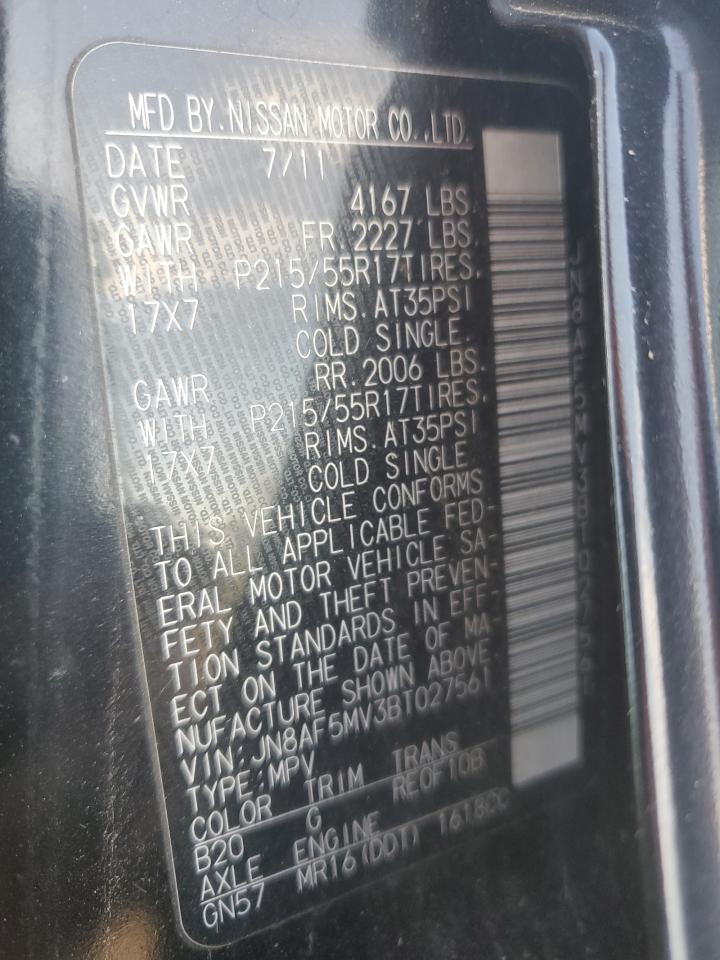 MFD BY.NISSAN MOTOR CO.,LTD.
DATE 7/11
GVWR 4167 LBS.
GAWR FR.2227 LBS.
WITH P215/55R17TIRES.
17X7 RIMS.AT35PSI
COLD SINGLE.
GAWR RR.2006 LBS.
WITH P215/55R17TIRES.
17X7 RIMS.AT35PSI
COLD SINGLE
THIS VEHICLE CONFORMS
TO ALL APPLICABLE FED-
ERAL MOTOR VEHICLE SA-
FETY AND THEFT PREVEN-
TION STANDARDS IN EFF-
ECT ON THE DATE OF MA-
NUFACTURE SHOWN ABOVE
VIN:JN8AF5MV3BT027561
TYPE:MPV
COLOR TRIM TRANS
B20 G RE0F10B
AXLE ENGINE
GN57 MR16(DDT) 1618CC
JN8AF5MV3BT027561